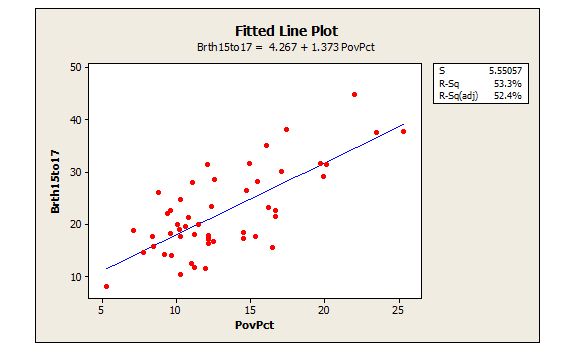 Fitted Line Plot
Brth15to17 = 4.267 + 1.373 PovPct
S 5.55057
R-Sq 53.3%
R-Sq(adj) 52.4%
Brth15to17
50
40
30
20
10
5 10 15 20 25
PovPct